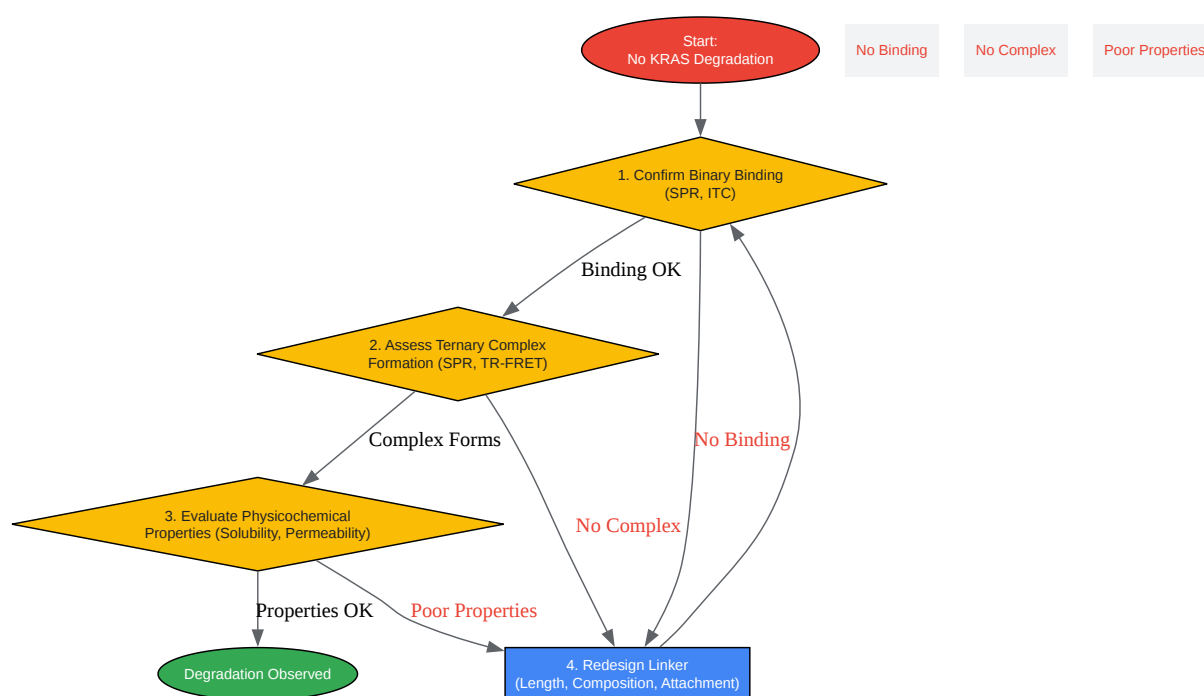 Start:
No KRAS Degradation
No Binding
No Complex
Poor Properties
1. Confirm Binary Binding
(SPR, ITC)
Binding OK
2. Assess Ternary Complex
Formation (SPR, TR-FRET)
Complex Forms
No Binding
3. Evaluate Physicochemical
Properties (Solubility, Permeability)
No Complex
Properties OK
Poor Properties
Degradation Observed
4. Redesign Linker
(Length, Composition, Attachment)